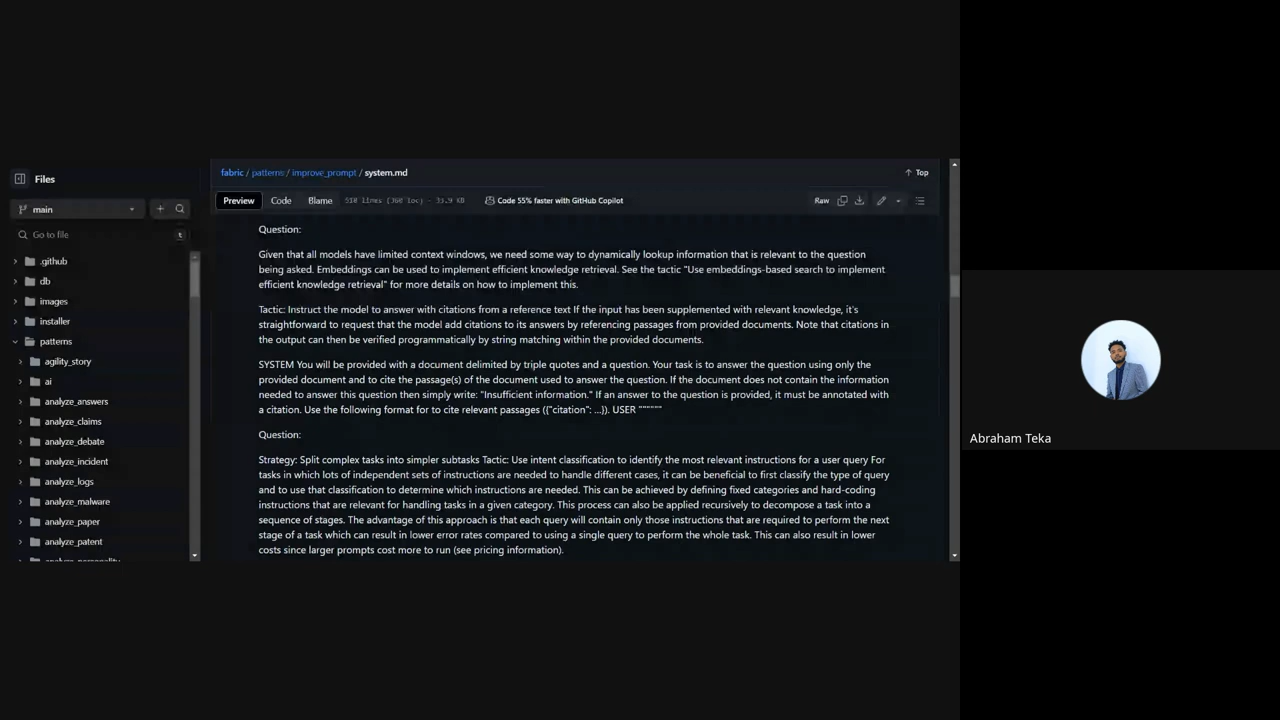 Files
main
Go to file
t
.github
db
images
installer
patterns
agility_story
ai
analyze_answers
analyze_claims
analyze_debate
analyze_incident
analyze_logs
analyze_malware
analyze_paper
analyze_patent
analyze_personality
fabric / patterns / improve_prompt / system.md
Top
Preview Code Blame 510 lines (360 loc) · 35.9 KB Code 55% faster with GitHub Copilot Raw
Question:
Given that all models have limited context windows, we need some way to dynamically lookup information that is relevant to the question
being asked. Embeddings can be used to implement efficient knowledge retrieval. See the tactic "Use embeddings-based search to implement
efficient knowledge retrieval" for more details on how to implement this.
Tactic: Instruct the model to answer with citations from a reference text If the input has been supplemented with relevant knowledge, it's
straightforward to request that the model add citations to its answers by referencing passages from provided documents. Note that citations in
the output can then be verified programmatically by string matching within the provided documents.
SYSTEM You will be provided with a document delimited by triple quotes and a question. Your task is to answer the question using only the
provided document and to cite the passage(s) of the document used to answer the question. If the document does not contain the information
needed to answer this question then simply write: "Insufficient information." If an answer to the question is provided, it must be annotated with
a citation. Use the following format for to cite relevant passages ({"citation": …}). USER """"""
Question:
Strategy: Split complex tasks into simpler subtasks Tactic: Use intent classification to identify the most relevant instructions for a user query For
tasks in which lots of independent sets of instructions are needed to handle different cases, it can be beneficial to first classify the type of query
and to use that classification to determine which instructions are needed. This can be achieved by defining fixed categories and hard-coding
instructions that are relevant for handling tasks in a given category. This process can also be applied recursively to decompose a task into a
sequence of stages. The advantage of this approach is that each query will contain only those instructions that are required to perform the next
stage of a task which can result in lower error rates compared to using a single query to perform the whole task. This can also result in lower
costs since larger prompts cost more to run (see pricing information).
Abraham Teka